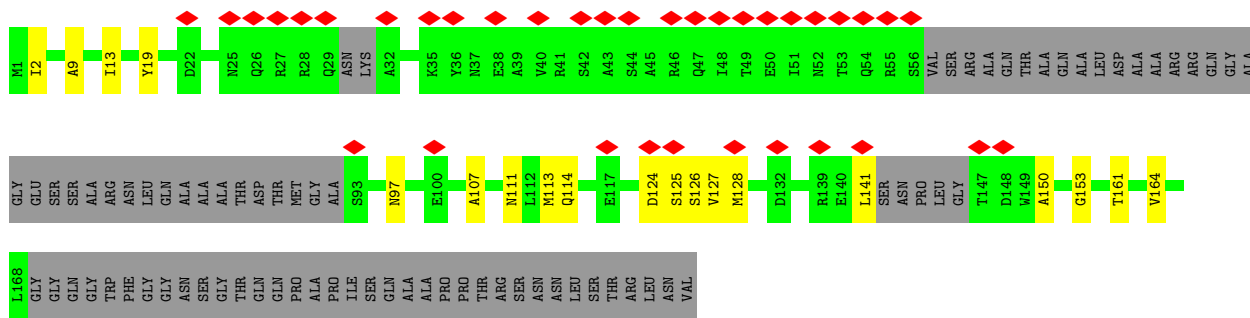 M1 I2 A9 I13 Y19 D22 N25 Q26 R27 R28 Q29 ASN LYS A32 K35 Y36 N37 E38 A39 V40 R41 S42 A43 S44 A45 R46 Q47 I48 T49 E50 I51 N52 T53 Q54 R55 S56 VAL SER ARG ALA GLN THR ALA GLN ALA LEU ASP ALA ALA ARG ARG GLN GLY ALA
GLY GLU SER SER ALA ARG ASN LEU GLN ALA ALA ALA THR ASP THR MET GLY ALA S93 N97 E100 A107 N111 L112 M113 Q114 E117 D124 S125 S126 V127 M128 D132 R139 E140 L141 SER ASN PRO LEU GLY T147 D148 W149 A150 G153 T161 V164
L168 GLY GLY GLN GLY TRP PHE GLY GLY ASN SER GLY THR GLN GLN PRO ALA PRO ILE SER GLN ALA ALA PRO PRO THR ARG SER ASN ASN LEU SER THR ARG LEU ASN VAL